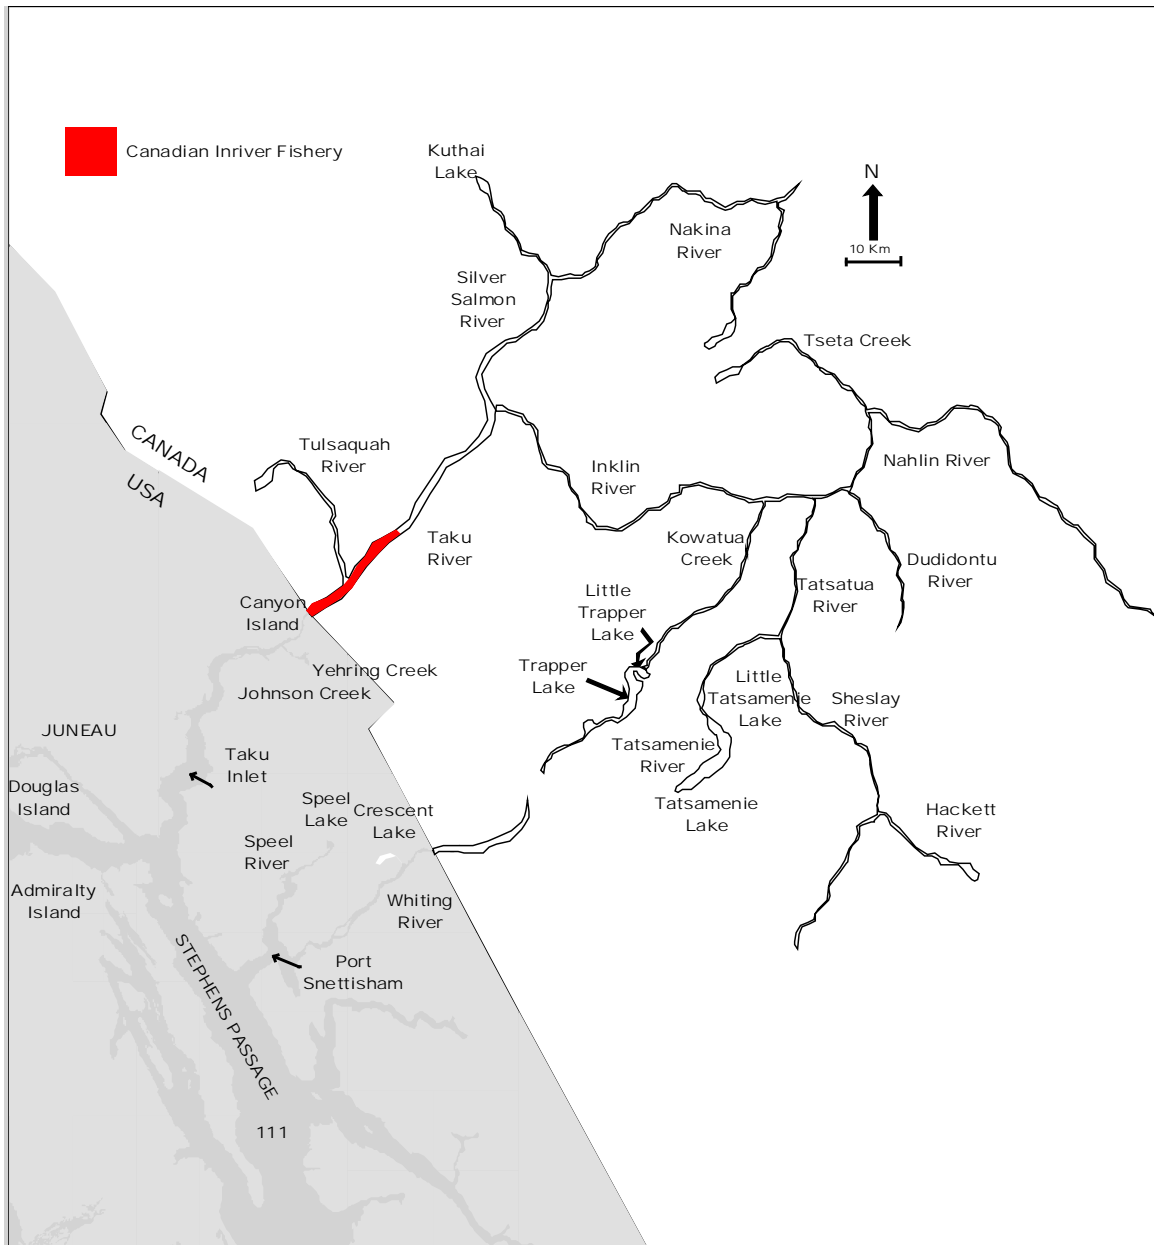 Canadian Inriver Fishery
Kuthai
Lake
N
10 Km
Nakina
River
Silver
Salmon
River
Tseta Creek
CANADA
USA
Tulsaquah
River
Inklin
River
Nahlin River
Taku
River
Kowatua
Creek
Dudidontu
River
Tatsatua
River
Little
Trapper
Lake
Canyon
Island
Yehring Creek
Johnson Creek
Trapper
Lake
Little
Tatsamenie
Lake
Sheslay
River
JUNEAU
Taku
Inlet
Tatsamenie
River
Douglas
Island
Speel
Lake
Crescent
Lake
Tatsamenie
Lake
Hackett
River
Speel
River
Admiralty
Island
Whiting
River
STEPHENS PASSAGE
Port
Snettisham
111